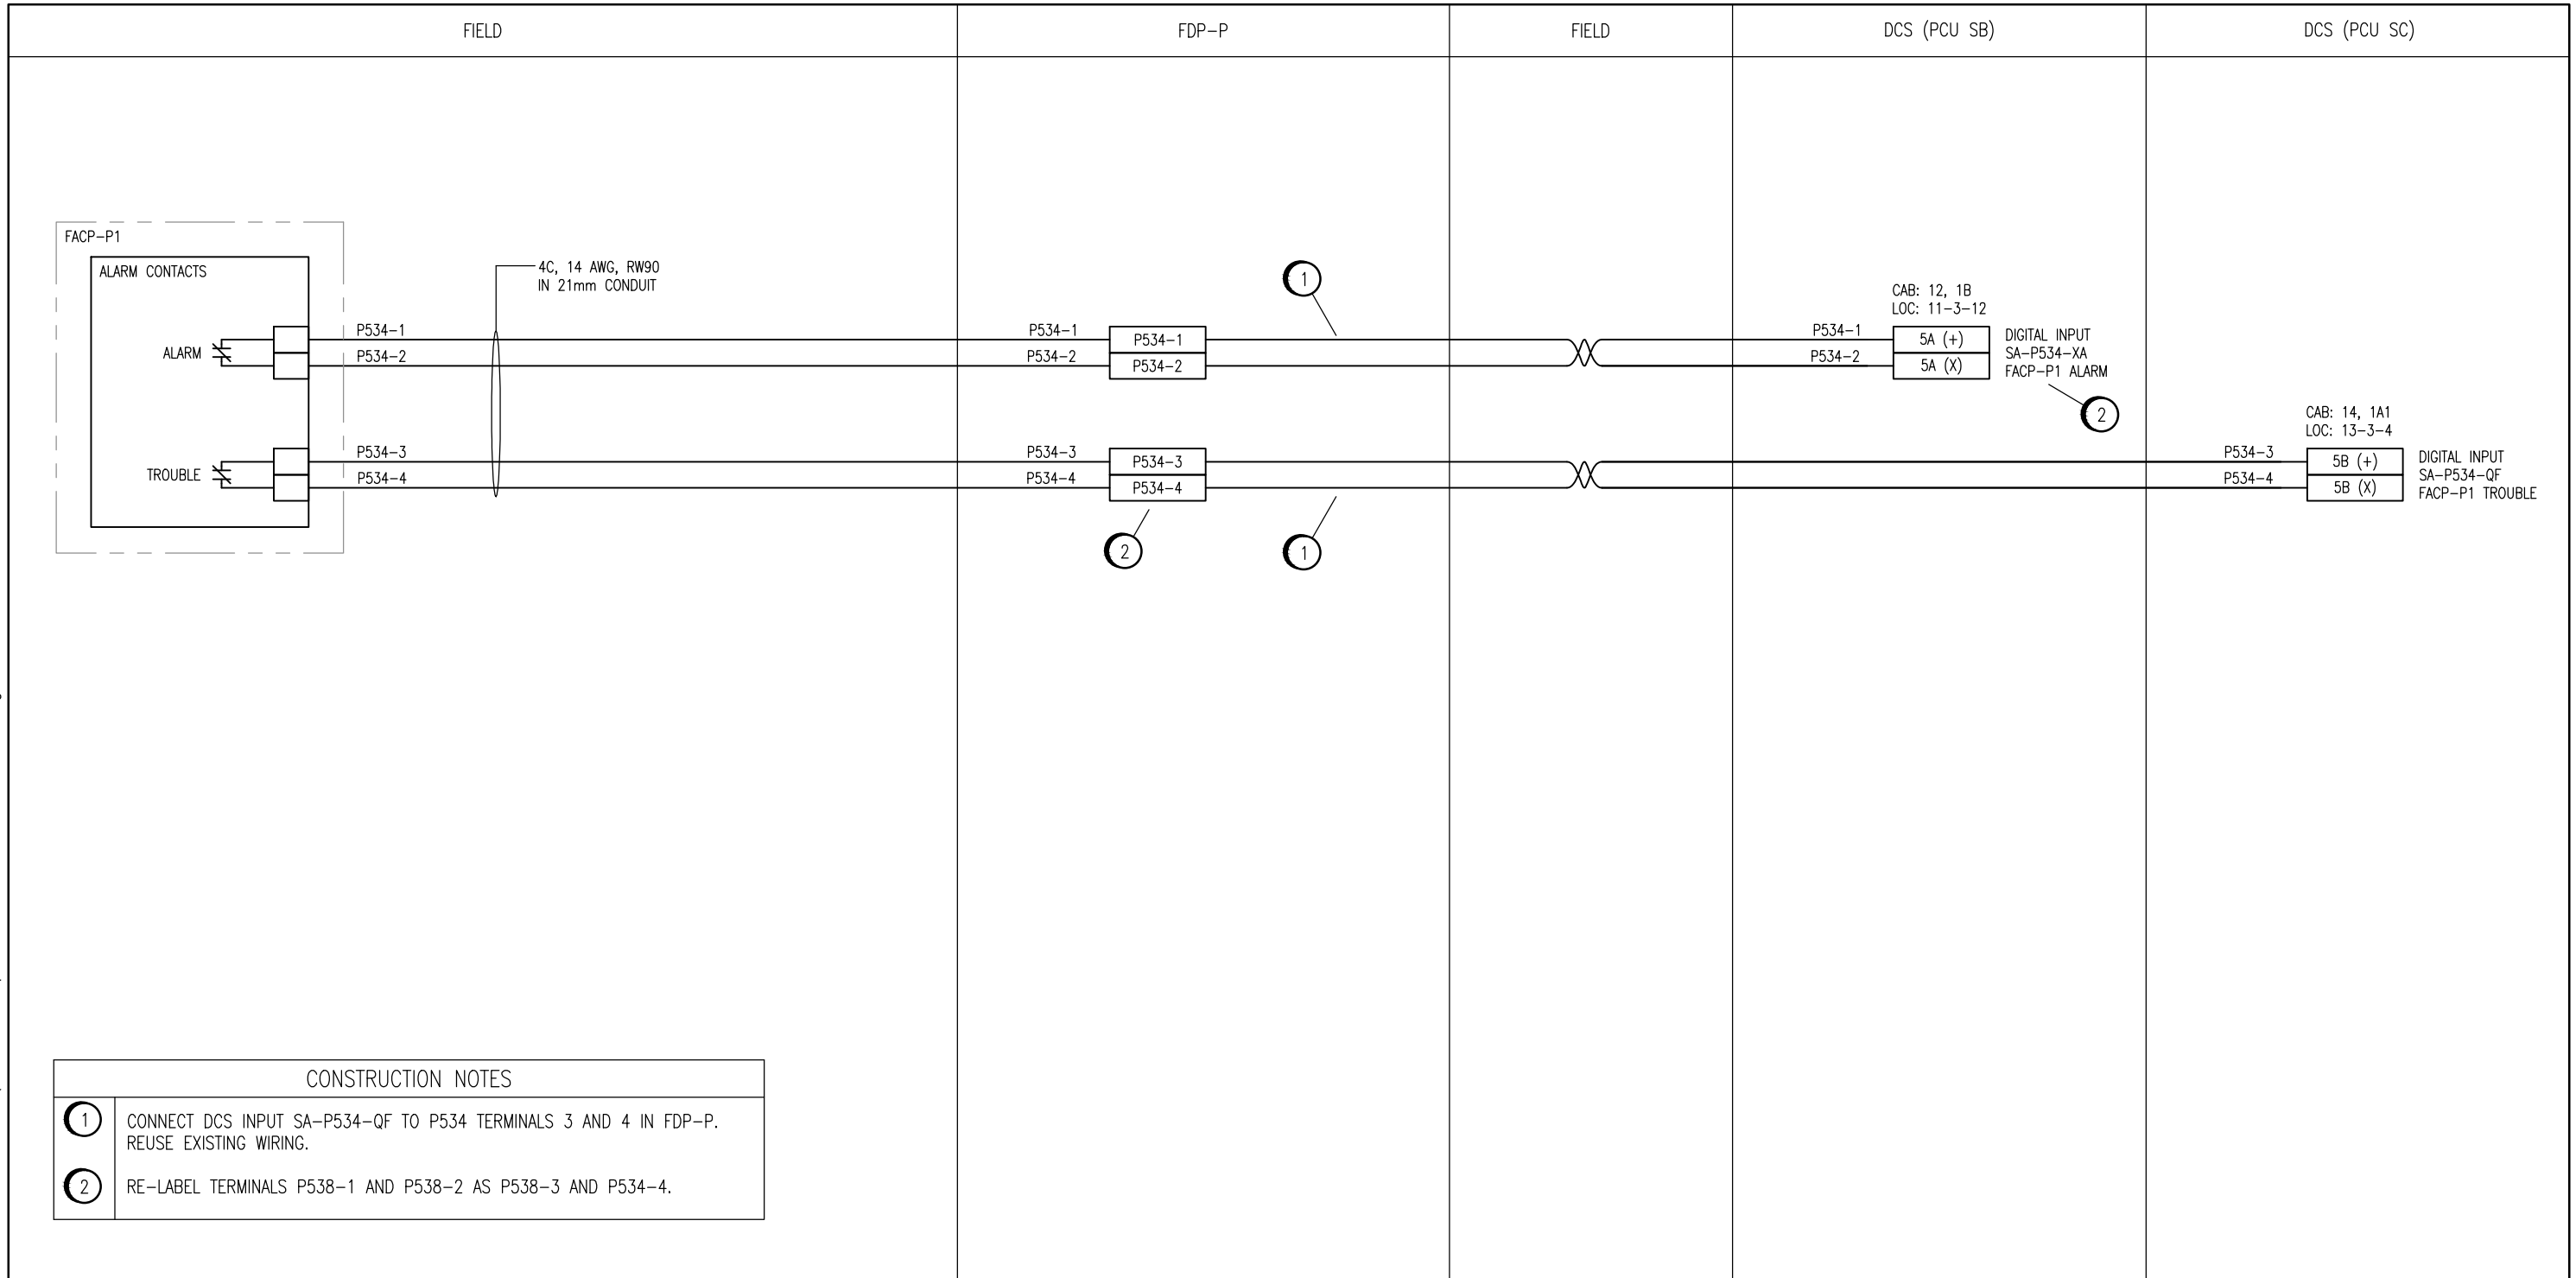 FIELD
FDP-P
FIELD
DCS (PCU SB)
DCS (PCU SC)
FACP-P1
ALARM CONTACTS
ALARM
TROUBLE
P534-1
P534-2
P534-3
P534-4
4C, 14 AWG, RW90
IN 21mm CONDUIT
P534-1
P534-2
P534-1
P534-2
P534-3
P534-4
P534-3
P534-4
1
2
1
P534-1
P534-2
CAB: 12, 1B
LOC: 11-3-12
5A (+)
5A (X)
DIGITAL INPUT
SA-P534-XA
FACP-P1 ALARM
2
P534-3
P534-4
CAB: 14, 1A1
LOC: 13-3-4
5B (+)
5B (X)
DIGITAL INPUT
SA-P534-QF
FACP-P1 TROUBLE
CONSTRUCTION NOTES
1
CONNECT DCS INPUT SA-P534-QF TO P534 TERMINALS 3 AND 4 IN FDP-P.
REUSE EXISTING WIRING.
2
RE-LABEL TERMINALS P538-1 AND P538-2 AS P538-3 AND P534-4.